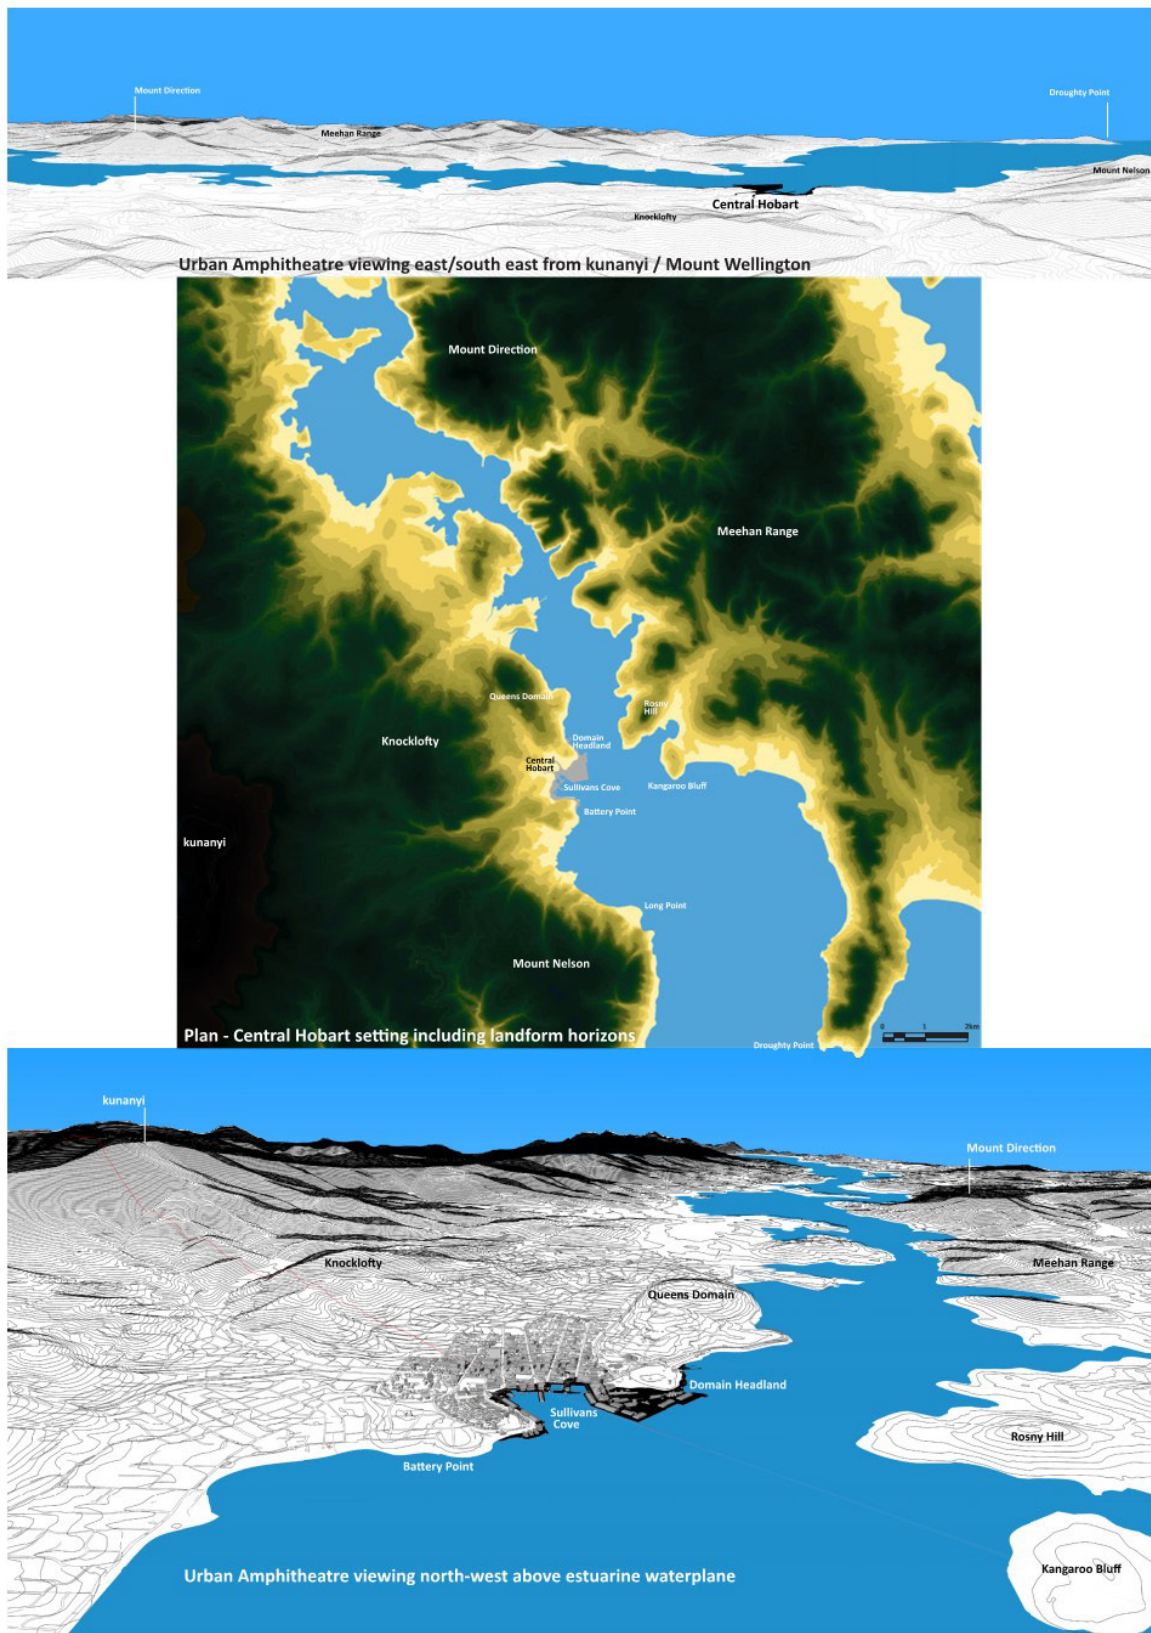 Mount Direction
Droughty Point
Meehan Range
Mount Nelson
Central Hobart
Knocklofty
Urban Amphitheatre viewing east/south east from kunanyi / Mount Wellington
Mount Direction
Meehan Range
Queens Domain
Rosny
Hill
Knocklofty
Domain
Headland
Central
Hobart
Sullivans Cove
Kangaroo Bluff
Battery Point
kunanyi
Long Point
Mount Nelson
0 1 2km
Plan - Central Hobart setting including landform horizons
Droughty Point
kunanyi
Mount Direction
Knocklofty
Meehan Range
Queens Domain
Domain Headland
Sullivans
Cove
Rosny Hill
Battery Point
Kangaroo Bluff
Urban Amphitheatre viewing north-west above estuarine waterplane